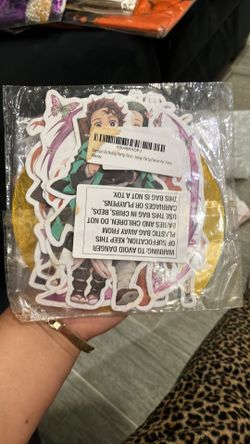 WARNING: TO AVOID DANGER
OF SUFFOCATION KEEP THIS
PLASTIC BAG AWAY FROM
BABIES AND CHILDREN. DO NOT
USE THIS BAG IN CRIBS, BEDS,
CARRIAGES OR PLAYPENS.
THIS BAG IS NOT A TOY.